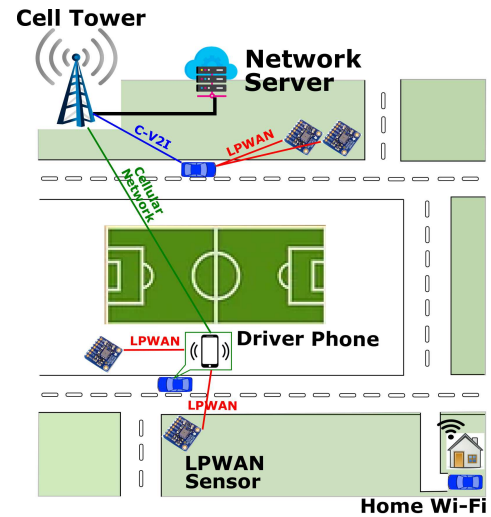 Cell Tower
Network
Server
C-V2I
LPWAN
Cellular
Network
Driver Phone
LPWAN
LPWAN
LPWAN
Sensor
Home Wi-Fi